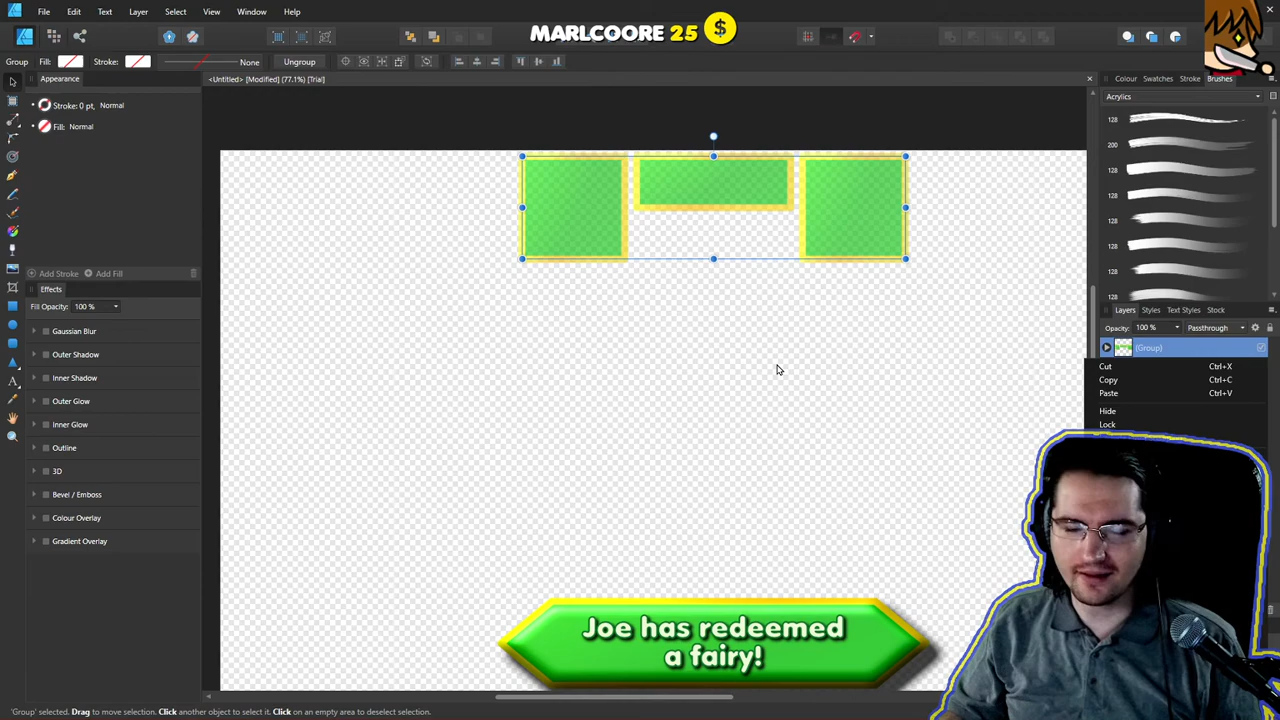 File Edit Text Layer Select View Window Help
MARLCOORE 25 $
Group Fill: Stroke: None Ungroup
Appearance
<Untitled> [Modified] (77.1%) [Trial]
Colour Swatches Stroke Brushes
Acrylics
Stroke: 0 pt, Normal
Fill: Normal
128
200
128
128
128
128
128
128
Add Stroke Add Fill
Effects
Fill Opacity: 100 %
Gaussian Blur
Outer Shadow
Inner Shadow
Outer Glow
Inner Glow
Outline
3D
Bevel / Emboss
Colour Overlay
Gradient Overlay
Layers Styles Text Styles Stock
Opacity: 100 % Passthrough
(Group)
Cut Ctrl+X
Copy Ctrl+C
Paste Ctrl+V
Hide
Lock
Joe has redeemed
a fairy!
'Group' selected. Drag to move selection. Click another object to select it. Click on an empty area to deselect selection.